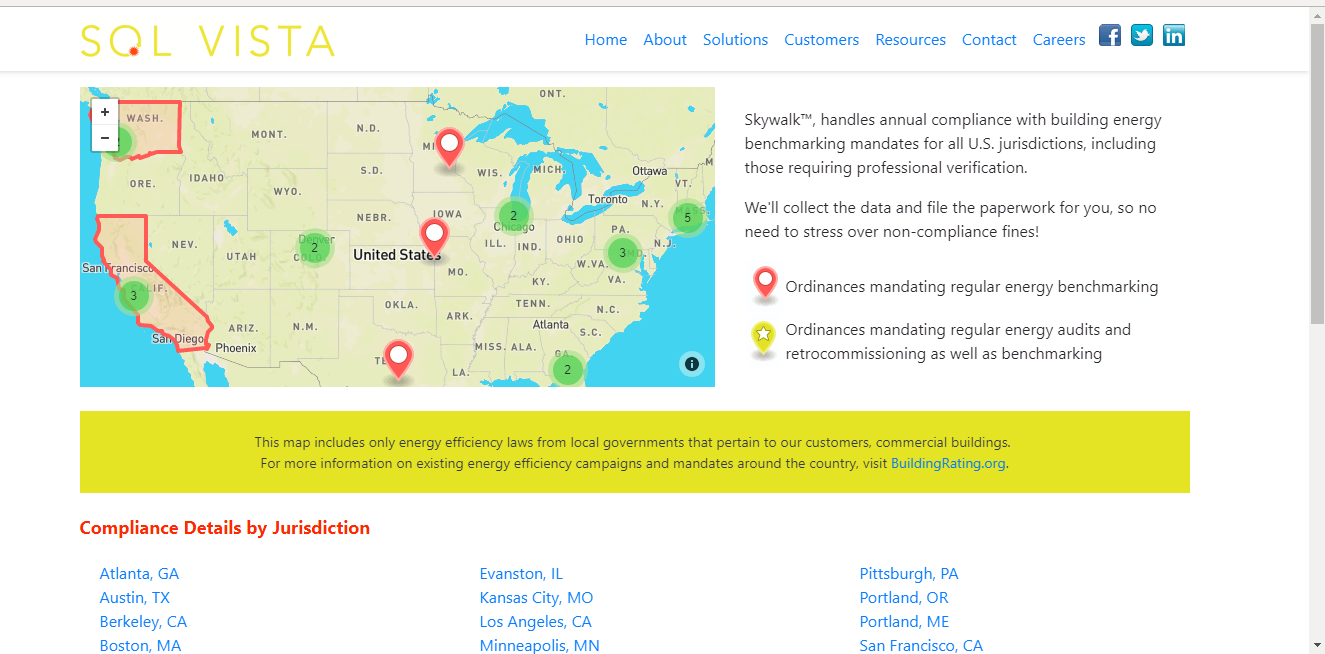 SQL VISTA
Home About Solutions Customers Resources Contact Careers
+
−
WASH.
MONT.
N.D.
ONT.
ORE.
IDAHO
S.D.
WIS.
MICH.
Ottawa
VT.
M
WYO.
Toronto
N.Y.
MASS.
5
NEBR.
IOWA
2
Chicago
NEV.
UTAH
Denver
COLO.
2
United States
ILL.
IND.
OHIO
PA.
N.J.
3
MD.
W.VA.
San Francisco
CALIF.
3
MO.
KY.
VA.
San Diego
ARIZ.
Phoenix
N.M.
OKLA.
ARK.
TENN.
N.C.
Atlanta
S.C.
MISS.
ALA.
GA.
2
LA.
Skywalk™, handles annual compliance with building energy
benchmarking mandates for all U.S. jurisdictions, including
those requiring professional verification.
We'll collect the data and file the paperwork for you, so no
need to stress over non-compliance fines!
Ordinances mandating regular energy benchmarking
Ordinances mandating regular energy audits and
retrocommissioning as well as benchmarking
This map includes only energy efficiency laws from local governments that pertain to our customers, commercial buildings.
For more information on existing energy efficiency campaigns and mandates around the country, visit BuildingRating.org.
Compliance Details by Jurisdiction
Atlanta, GA
Austin, TX
Berkeley, CA
Boston, MA
Evanston, IL
Kansas City, MO
Los Angeles, CA
Minneapolis, MN
Pittsburgh, PA
Portland, OR
Portland, ME
San Francisco, CA